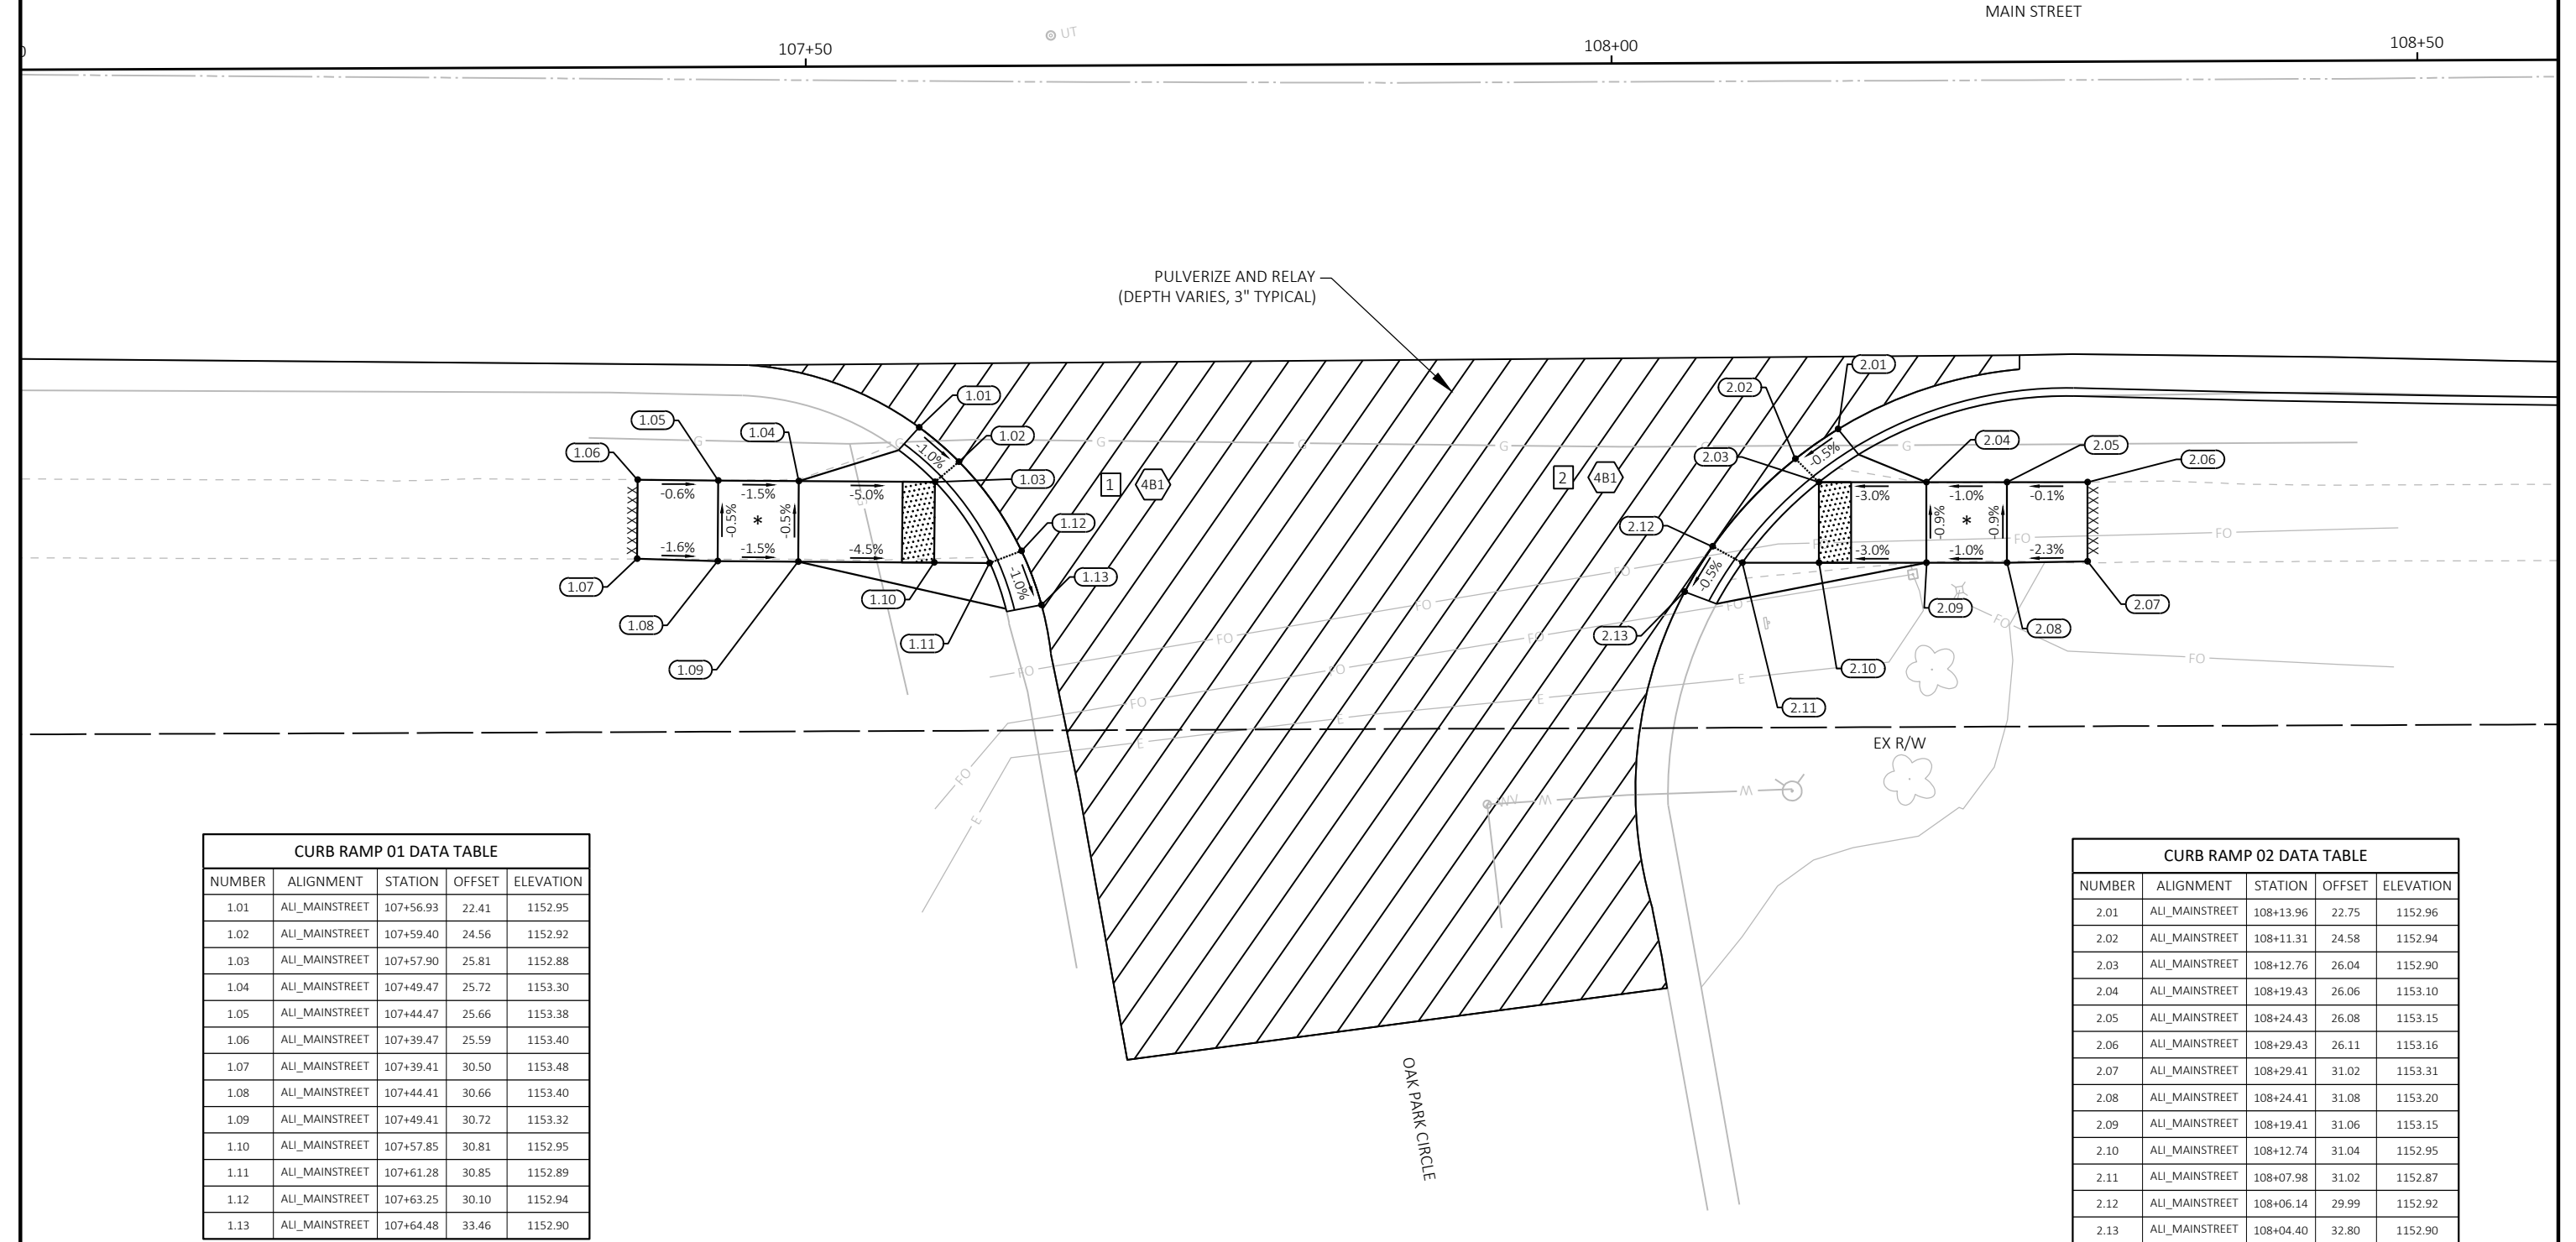 MAIN STREET
UT
107+50
108+00
108+50
PULVERIZE AND RELAY
(DEPTH VARIES, 3" TYPICAL)
1.01
1.02
1.03
1.04
1.05
1.06
1.07
1.08
1.09
1.10
1.11
1.12
1.13
-0.6%
-1.5%
-5.0%
-1.0%
-0.5%
*
-0.5%
-1.6%
-1.5%
-4.5%
-1.0%
1
4B1
2
4B1
2.01
2.02
2.03
2.04
2.05
2.06
2.07
2.08
2.09
2.10
2.11
2.12
2.13
-0.5%
-3.0%
-1.0%
-0.1%
-0.9%
*
-0.9%
-3.0%
-1.0%
-2.3%
-0.5%
G
G
G
G
G
G
G
FO
FO
FO
FO
FO
FO
FO
FO
FO
FO
FO
FO
FO
E
E
E
E
E
WV
W
W
EX R/W
OAK PARK CIRCLE
CURB RAMP 01 DATA TABLE
NUMBER ALIGNMENT STATION OFFSET ELEVATION
1.01 ALI_MAINSTREET 107+56.93 22.41 1152.95
1.02 ALI_MAINSTREET 107+59.40 24.56 1152.92
1.03 ALI_MAINSTREET 107+57.90 25.81 1152.88
1.04 ALI_MAINSTREET 107+49.47 25.72 1153.30
1.05 ALI_MAINSTREET 107+44.47 25.66 1153.38
1.06 ALI_MAINSTREET 107+39.47 25.59 1153.40
1.07 ALI_MAINSTREET 107+39.41 30.50 1153.48
1.08 ALI_MAINSTREET 107+44.41 30.66 1153.40
1.09 ALI_MAINSTREET 107+49.41 30.72 1153.32
1.10 ALI_MAINSTREET 107+57.85 30.81 1152.95
1.11 ALI_MAINSTREET 107+61.28 30.85 1152.89
1.12 ALI_MAINSTREET 107+63.25 30.10 1152.94
1.13 ALI_MAINSTREET 107+64.48 33.46 1152.90
CURB RAMP 02 DATA TABLE
NUMBER ALIGNMENT STATION OFFSET ELEVATION
2.01 ALI_MAINSTREET 108+13.96 22.75 1152.96
2.02 ALI_MAINSTREET 108+11.31 24.58 1152.94
2.03 ALI_MAINSTREET 108+12.76 26.04 1152.90
2.04 ALI_MAINSTREET 108+19.43 26.06 1153.10
2.05 ALI_MAINSTREET 108+24.43 26.08 1153.15
2.06 ALI_MAINSTREET 108+29.43 26.11 1153.16
2.07 ALI_MAINSTREET 108+29.41 31.02 1153.31
2.08 ALI_MAINSTREET 108+24.41 31.08 1153.20
2.09 ALI_MAINSTREET 108+19.41 31.06 1153.15
2.10 ALI_MAINSTREET 108+12.74 31.04 1152.95
2.11 ALI_MAINSTREET 108+07.98 31.02 1152.87
2.12 ALI_MAINSTREET 108+06.14 29.99 1152.92
2.13 ALI_MAINSTREET 108+04.40 32.80 1152.90